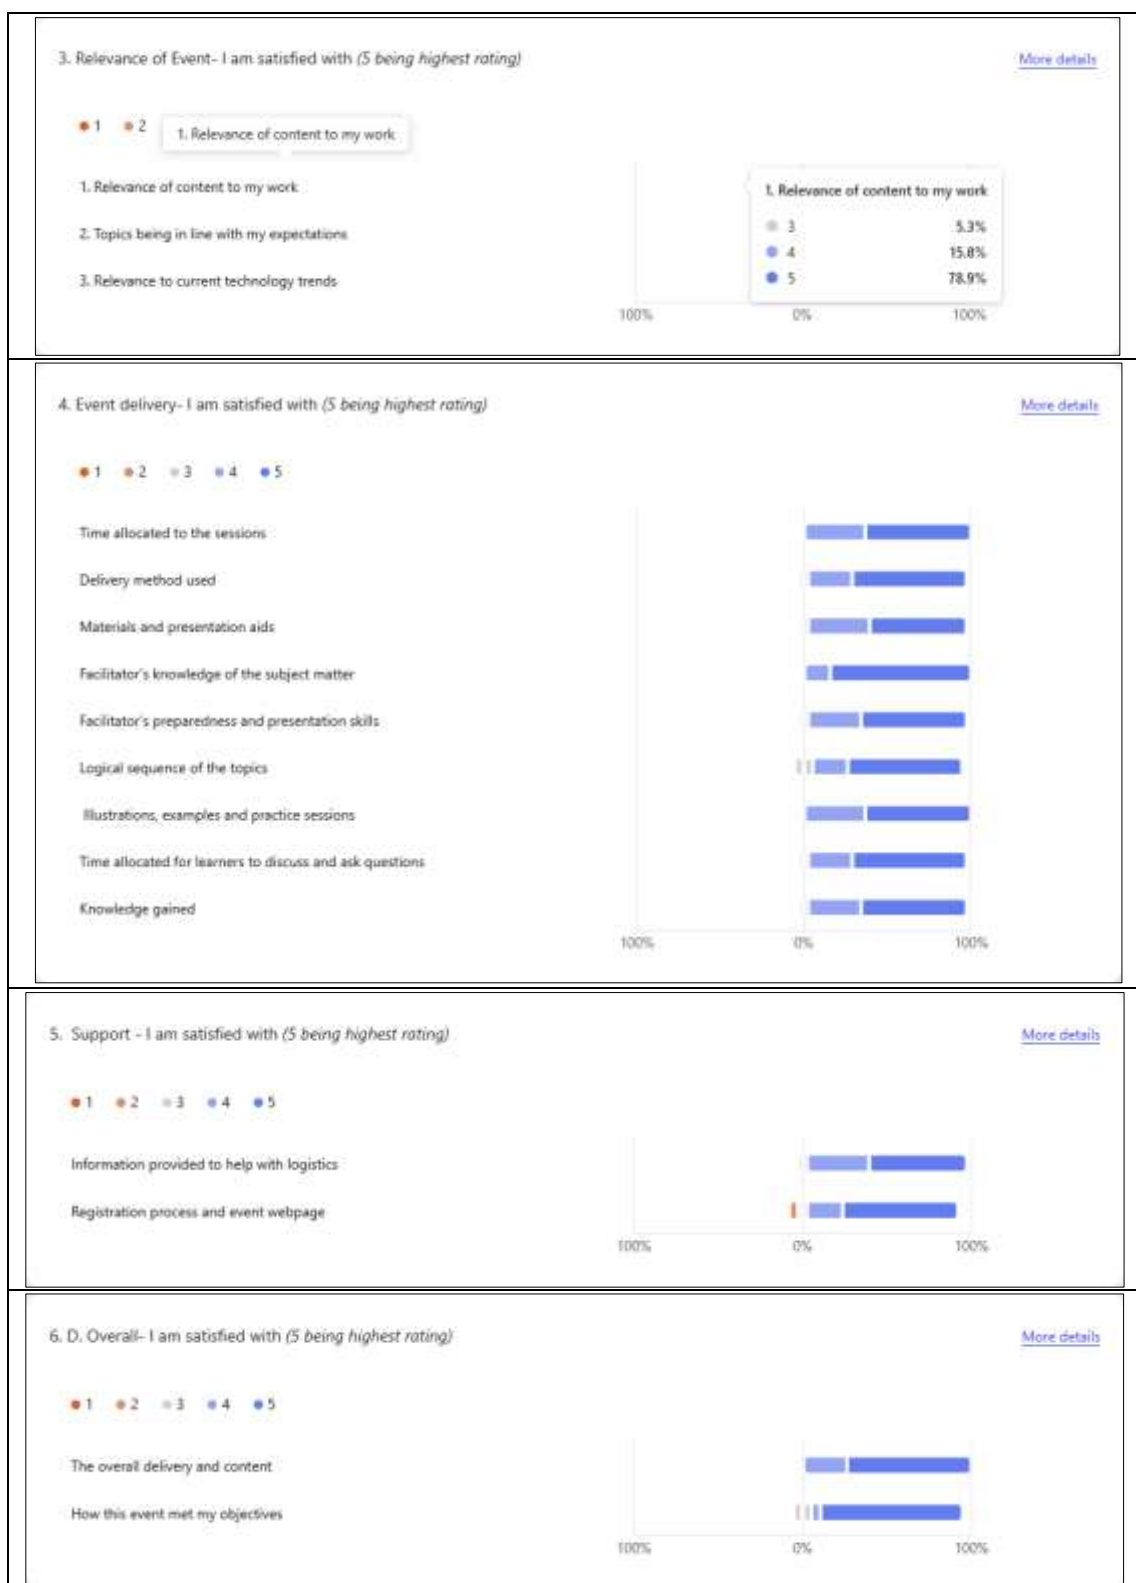 3. Relevance of Event- I am satisfied with (5 being highest rating)
More details
1 2
1. Relevance of content to my work
1. Relevance of content to my work
2. Topics being in line with my expectations
3. Relevance to current technology trends
1. Relevance of content to my work
3 5.3%
4 15.8%
5 78.9%
100% 0% 100%
4. Event delivery- I am satisfied with (5 being highest rating)
More details
1 2 3 4 5
Time allocated to the sessions
Delivery method used
Materials and presentation aids
Facilitator's knowledge of the subject matter
Facilitator's preparedness and presentation skills
Logical sequence of the topics
Illustrations, examples and practice sessions
Time allocated for learners to discuss and ask questions
Knowledge gained
100% 0% 100%
5. Support - I am satisfied with (5 being highest rating)
More details
1 2 3 4 5
Information provided to help with logistics
Registration process and event webpage
100% 0% 100%
6. D. Overall- I am satisfied with (5 being highest rating)
More details
1 2 3 4 5
The overall delivery and content
How this event met my objectives
100% 0% 100%